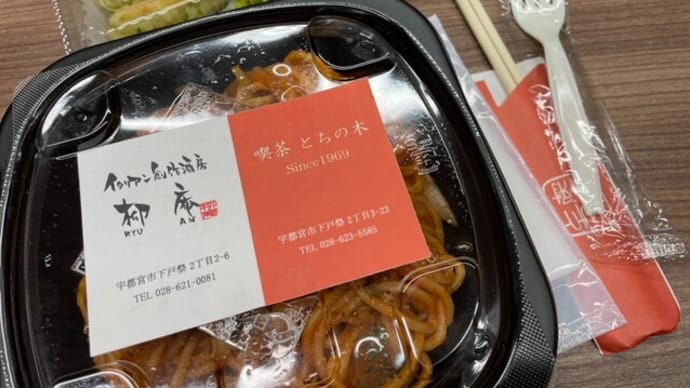 イタリアン創作酒房
柳 庵
RYU AN
宇都宮市下戸祭 2丁目2-6
TEL 028-621-0081
喫茶 とちの木
Since1969
宇都宮市下戸祭 2丁目3-23
TEL 028-623-5585